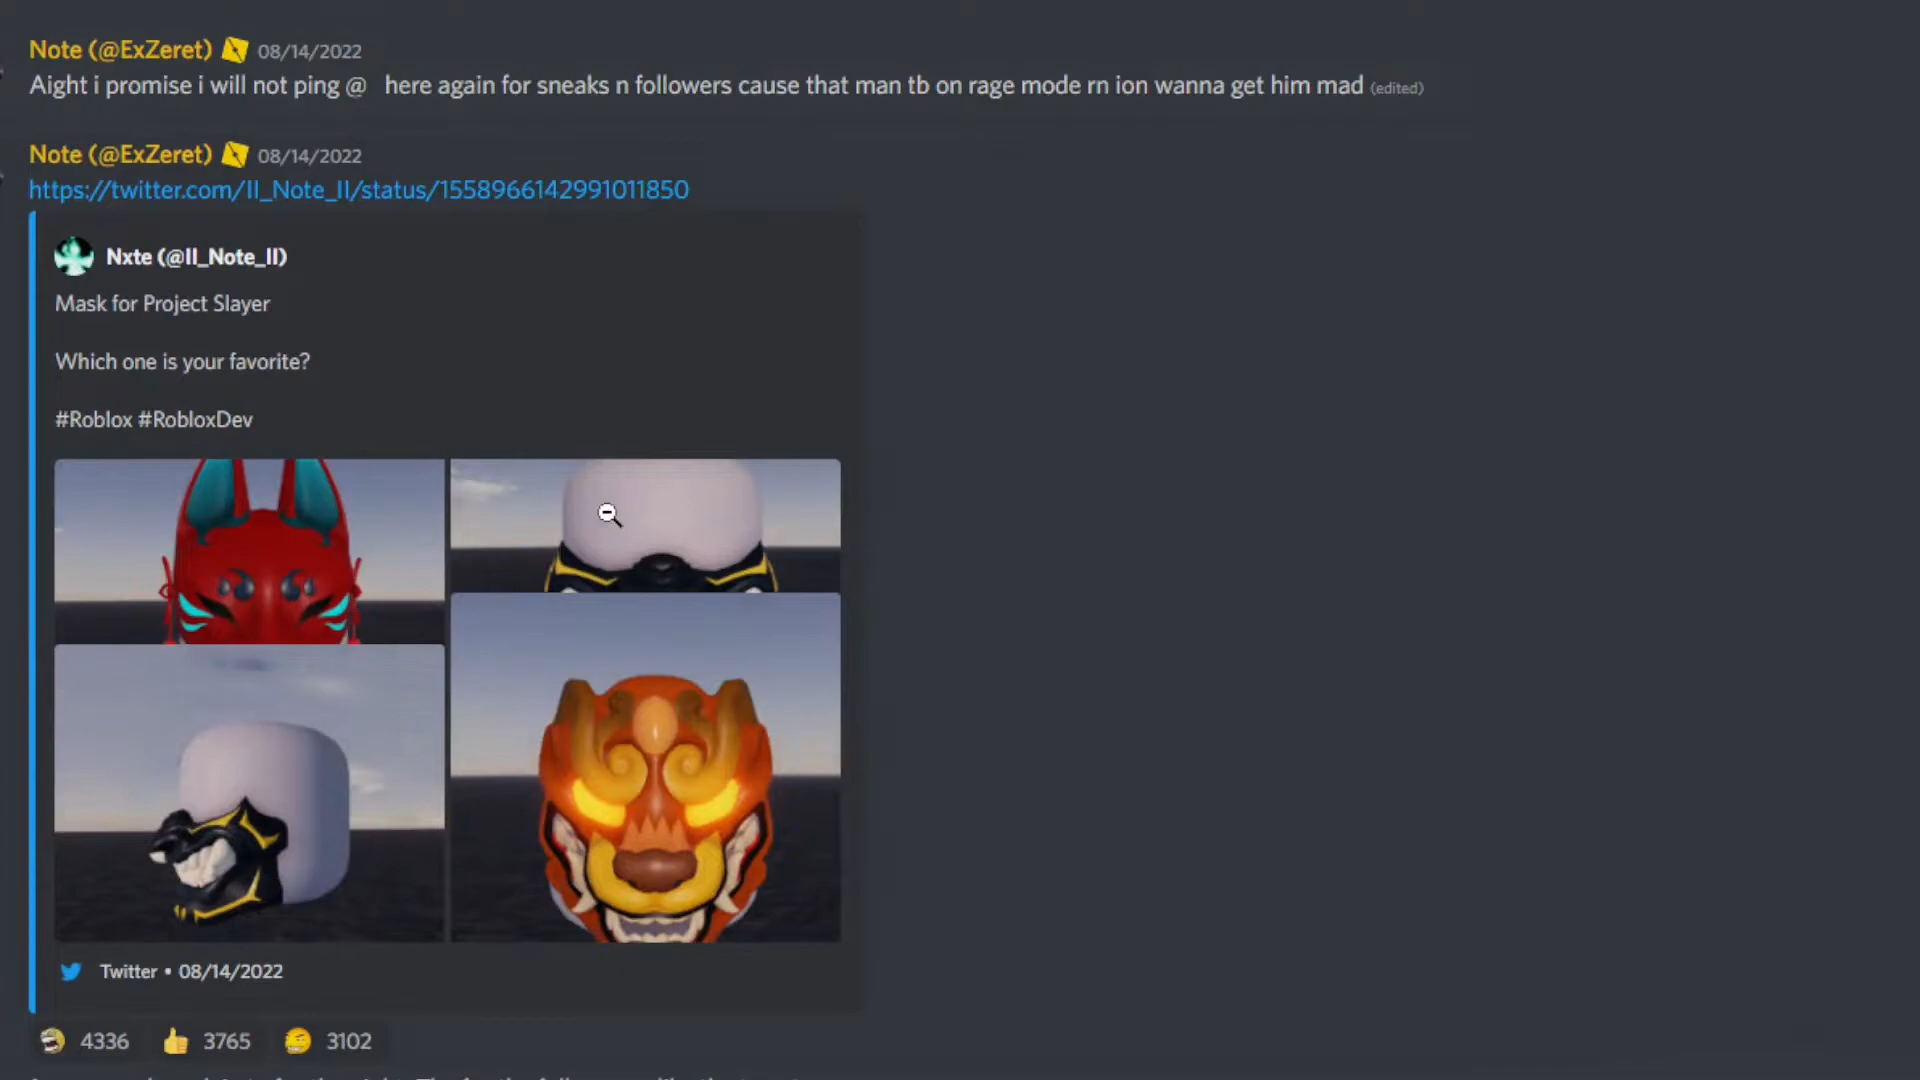 Note (@ExZeret) 08/14/2022
Aight i promise i will not ping @ here again for sneaks n followers cause that man tb on rage mode rn ion wanna get him mad (edited)
Note (@ExZeret) 08/14/2022
https://twitter.com/II_Note_II/status/1558966142991011850
Nxte (@II_Note_II)
Mask for Project Slayer
Which one is your favorite?
#Roblox #RobloxDev
Twitter • 08/14/2022
4336 3765 3102